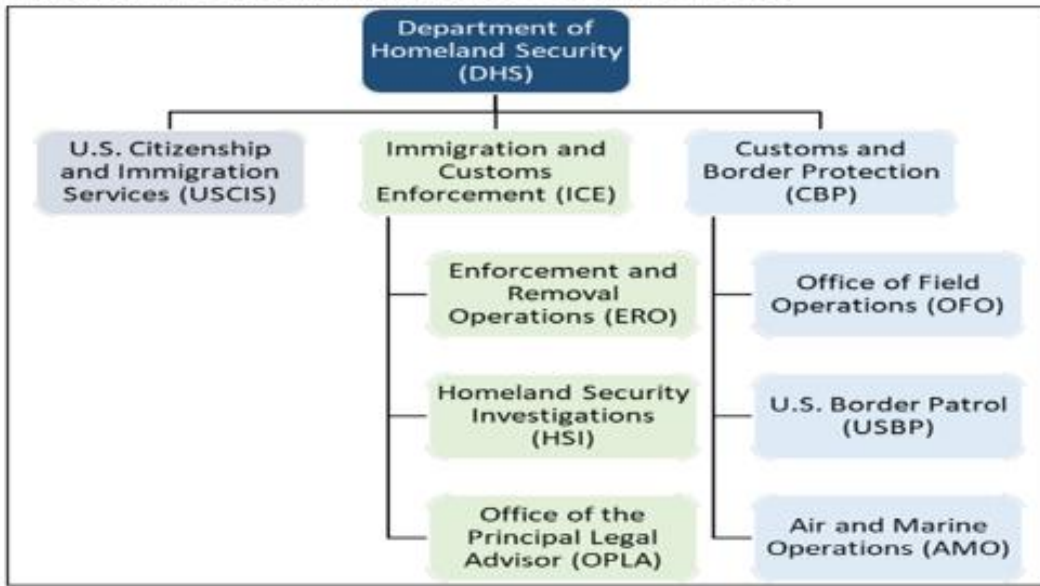 Department of
Homeland Security
(DHS)
U.S. Citizenship
and Immigration
Services (USCIS)
Immigration and
Customs
Enforcement (ICE)
Customs and
Border Protection
(CBP)
Enforcement and
Removal
Operations (ERO)
Office of Field
Operations (OFO)
Homeland Security
Investigations
(HSI)
U.S. Border Patrol
(USBP)
Office of the
Principal Legal
Advisor (OPLA)
Air and Marine
Operations (AMO)